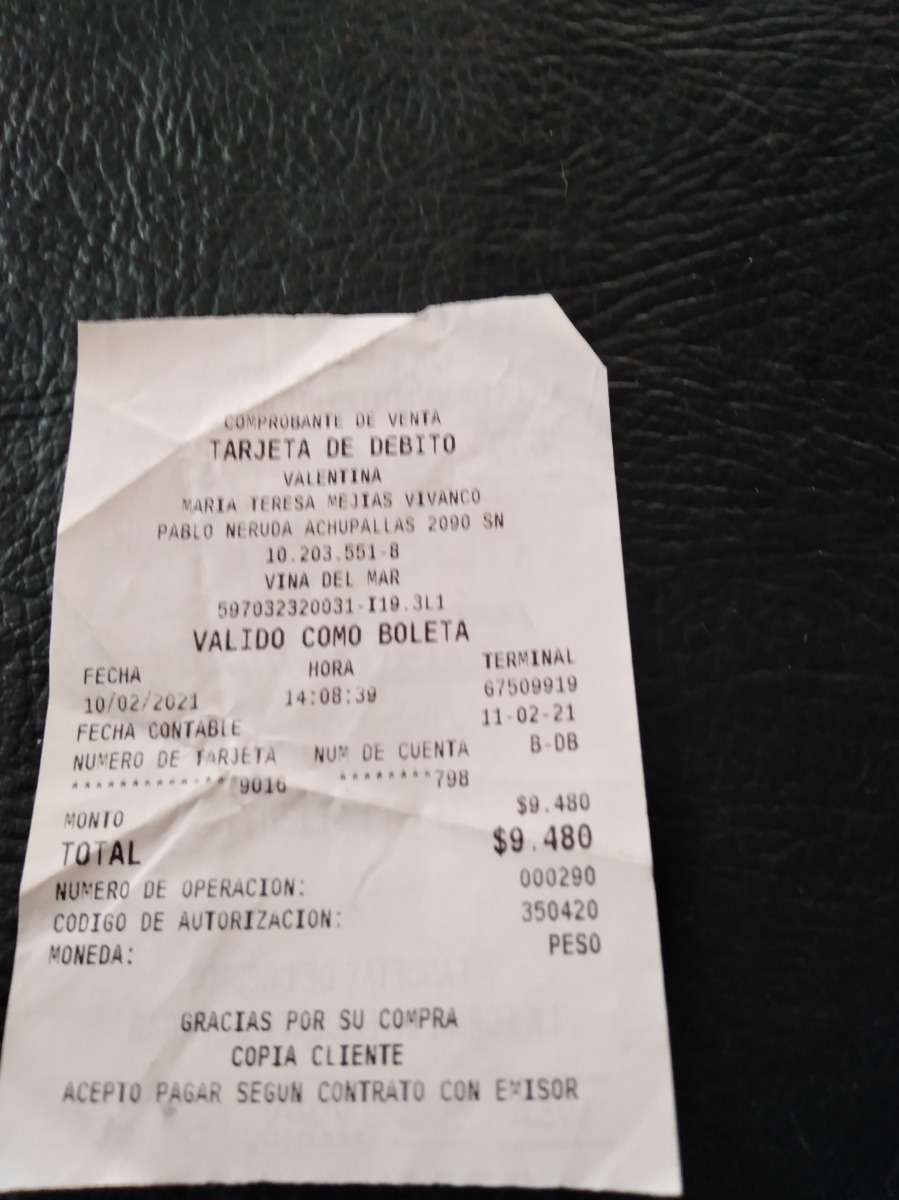 COMPROBANTE DE VENTA
TARJETA DE DEBITO
VALENTINA
MARIA TERESA MEJIAS VIVANCO
PABLO NERUDA ACHUPALLAS 2090 SN
10.203.551-8
VINA DEL MAR
597032320031-I19.3L1
VALIDO COMO BOLETA
FECHA HORA TERMINAL
10/02/2021 14:08:39 67509919
FECHA CONTABLE 11-02-21
NUMERO DE TARJETA NUM DE CUENTA B-DB
************9016 ********798
MONTO $9.480
TOTAL $9.480
NUMERO DE OPERACION: 000290
CODIGO DE AUTORIZACION: 350420
MONEDA: PESO
GRACIAS POR SU COMPRA
COPIA CLIENTE
ACEPTO PAGAR SEGUN CONTRATO CON EMISOR